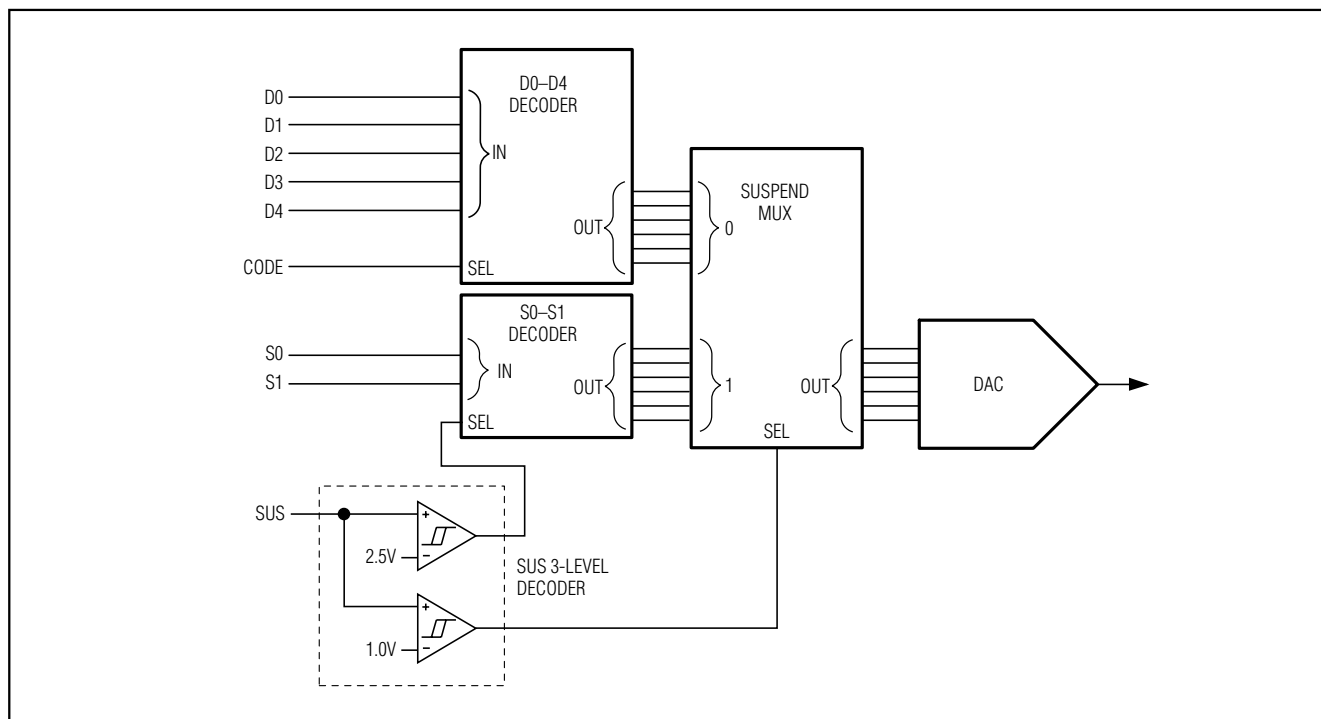 D0–D4
DECODER
D0
D1
D2
D3
D4
IN
OUT
CODE
SEL
SUSPEND
MUX
0
1
OUT
SEL
DAC
S0–S1
DECODER
S0
S1
IN
OUT
SEL
SUS
+
2.5V
−
SUS 3-LEVEL
DECODER
+
1.0V
−